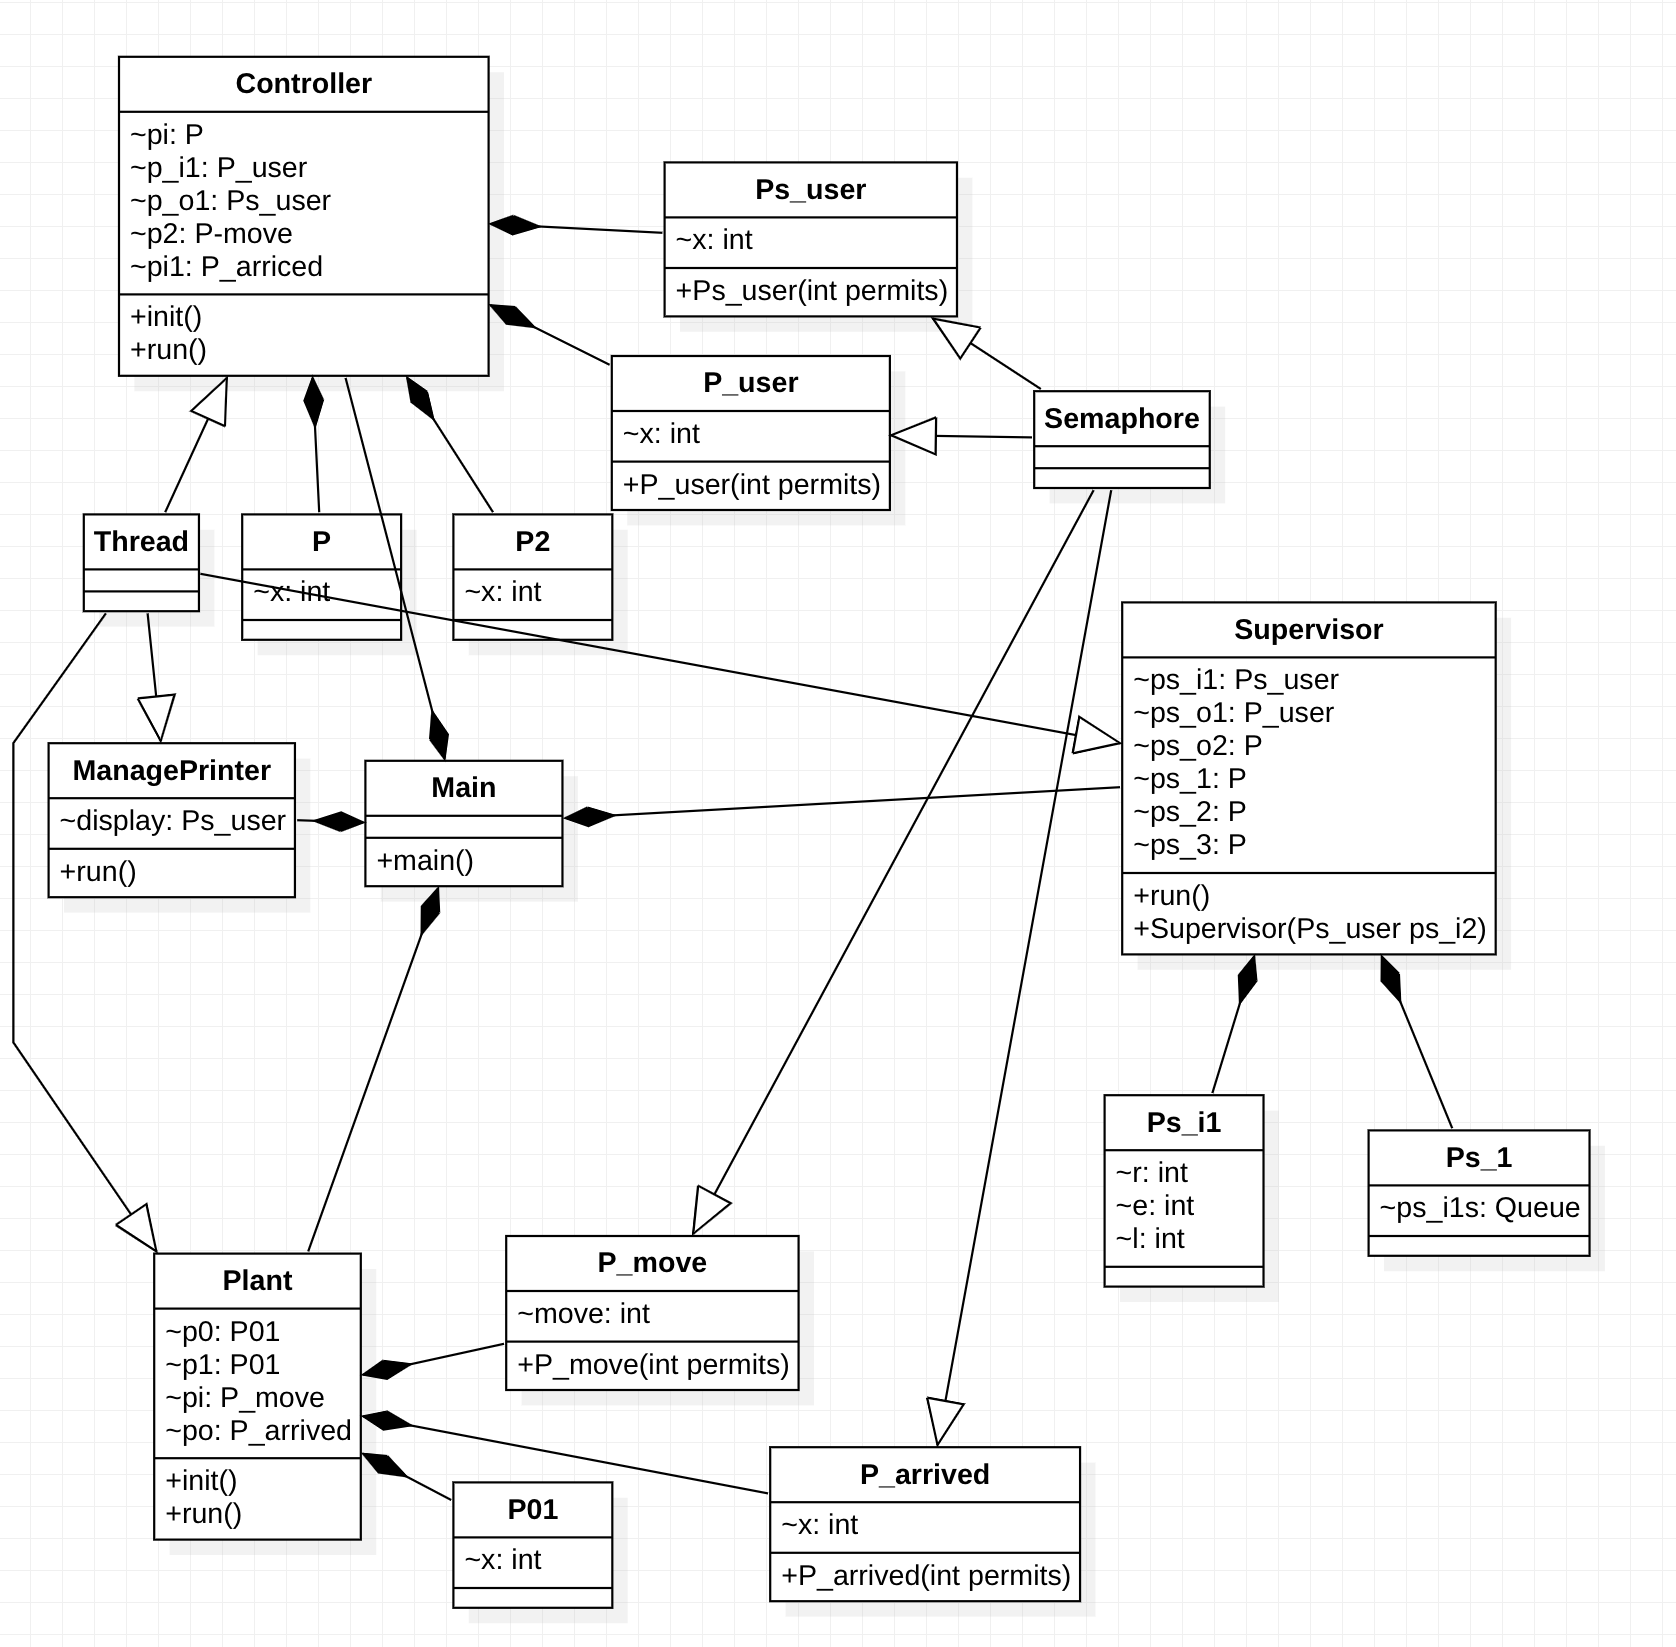 Controller
~pi: P
~p_i1: P_user
~p_o1: Ps_user
~p2: P-move
~pi1: P_arriced
+init()
+run()
Ps_user
~x: int
+Ps_user(int permits)
P_user
~x: int
+P_user(int permits)
Semaphore
Thread
P
~x: int
P2
~x: int
Supervisor
~ps_i1: Ps_user
~ps_o1: P_user
~ps_o2: P
~ps_1: P
~ps_2: P
~ps_3: P
+run()
+Supervisor(Ps_user ps_i2)
ManagePrinter
~display: Ps_user
+run()
Main
+main()
Ps_i1
~r: int
~e: int
~l: int
Ps_1
~ps_i1s: Queue
Plant
~p0: P01
~p1: P01
~pi: P_move
~po: P_arrived
+init()
+run()
P_move
~move: int
+P_move(int permits)
P_arrived
~x: int
+P_arrived(int permits)
P01
~x: int